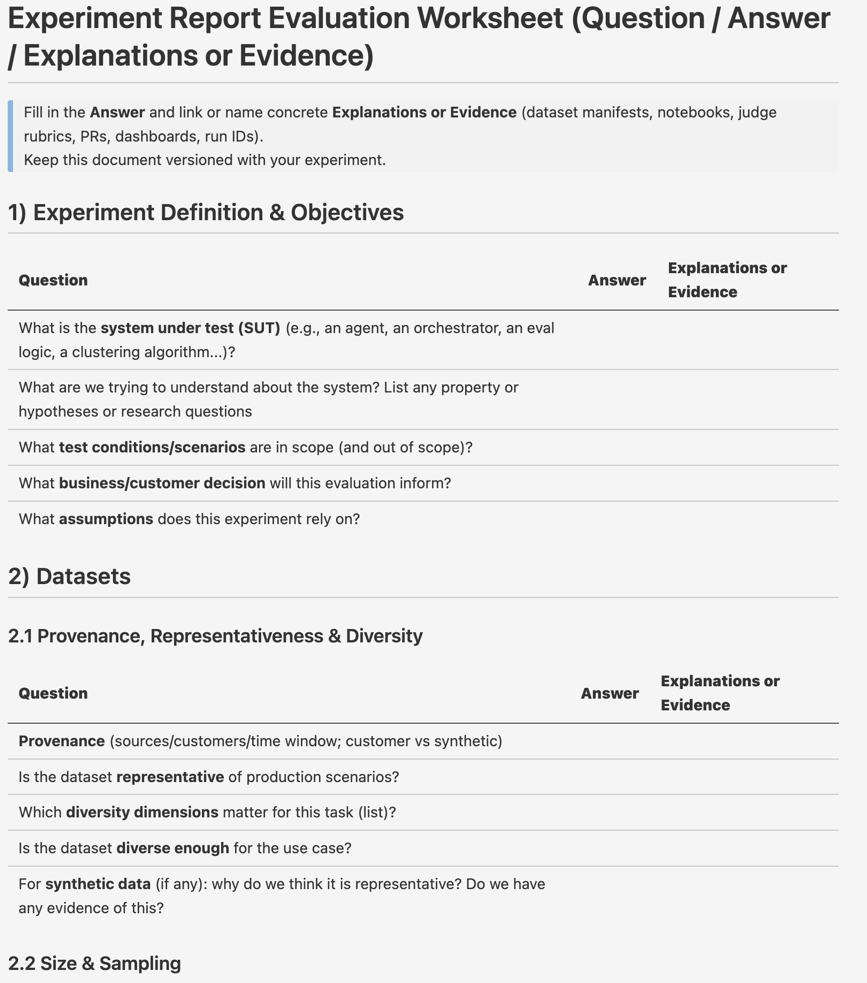 Experiment Report Evaluation Worksheet (Question / Answer
/ Explanations or Evidence)
Fill in the Answer and link or name concrete Explanations or Evidence (dataset manifests, notebooks, judge
rubrics, PRs, dashboards, run IDs).
Keep this document versioned with your experiment.
1) Experiment Definition & Objectives
Question Answer Explanations or
Evidence
What is the system under test (SUT) (e.g., an agent, an orchestrator, an eval
logic, a clustering algorithm...)?
What are we trying to understand about the system? List any property or
hypotheses or research questions
What test conditions/scenarios are in scope (and out of scope)?
What business/customer decision will this evaluation inform?
What assumptions does this experiment rely on?
2) Datasets
2.1 Provenance, Representativeness & Diversity
Question Answer Explanations or
Evidence
Provenance (sources/customers/time window; customer vs synthetic)
Is the dataset representative of production scenarios?
Which diversity dimensions matter for this task (list)?
Is the dataset diverse enough for the use case?
For synthetic data (if any): why do we think it is representative? Do we have
any evidence of this?
2.2 Size & Sampling